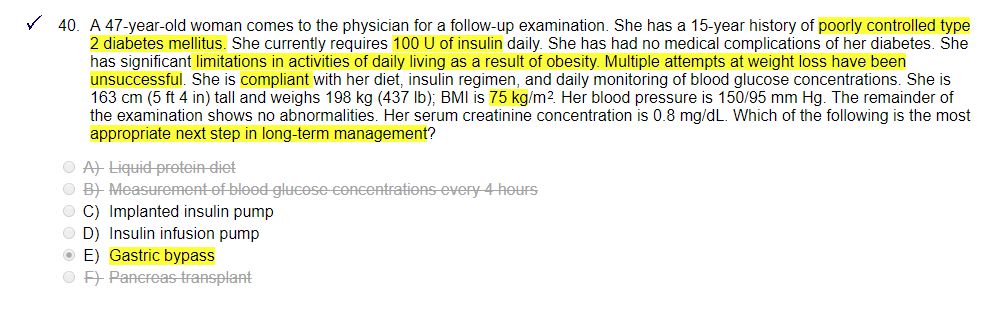 40. A 47-year-old woman comes to the physician for a follow-up examination. She has a 15-year history of poorly controlled type
2 diabetes mellitus. She currently requires 100 U of insulin daily. She has had no medical complications of her diabetes. She
has significant limitations in activities of daily living as a result of obesity. Multiple attempts at weight loss have been
unsuccessful. She is compliant with her diet, insulin regimen, and daily monitoring of blood glucose concentrations. She is
163 cm (5 ft 4 in) tall and weighs 198 kg (437 lb); BMI is 75 kg/m². Her blood pressure is 150/95 mm Hg. The remainder of
the examination shows no abnormalities. Her serum creatinine concentration is 0.8 mg/dL. Which of the following is the most
appropriate next step in long-term management?
A) Liquid protein diet
B) Measurement of blood glucose concentrations every 4 hours
C) Implanted insulin pump
D) Insulin infusion pump
E) Gastric bypass
F) Pancreas transplant